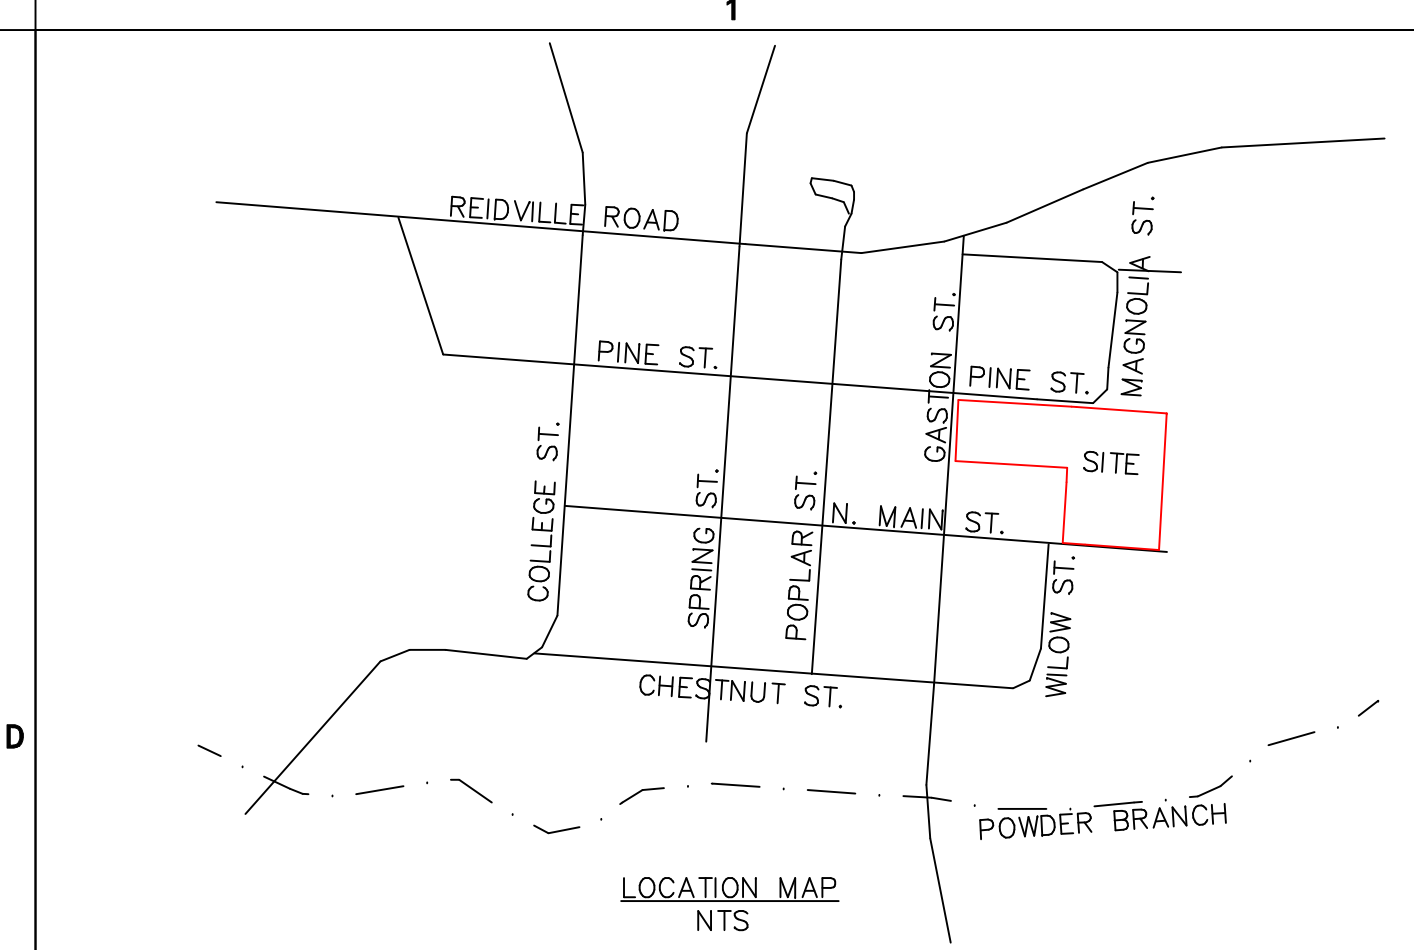 1
REIDVILLE ROAD
MAGNOLIA ST.
GASTON ST.
PINE ST.
PINE ST.
COLLEGE ST.
SPRING ST.
POPLAR ST.
SITE
N. MAIN ST.
WILOW ST.
CHESTNUT ST.
D
POWDER BRANCH
LOCATION MAP
NTS